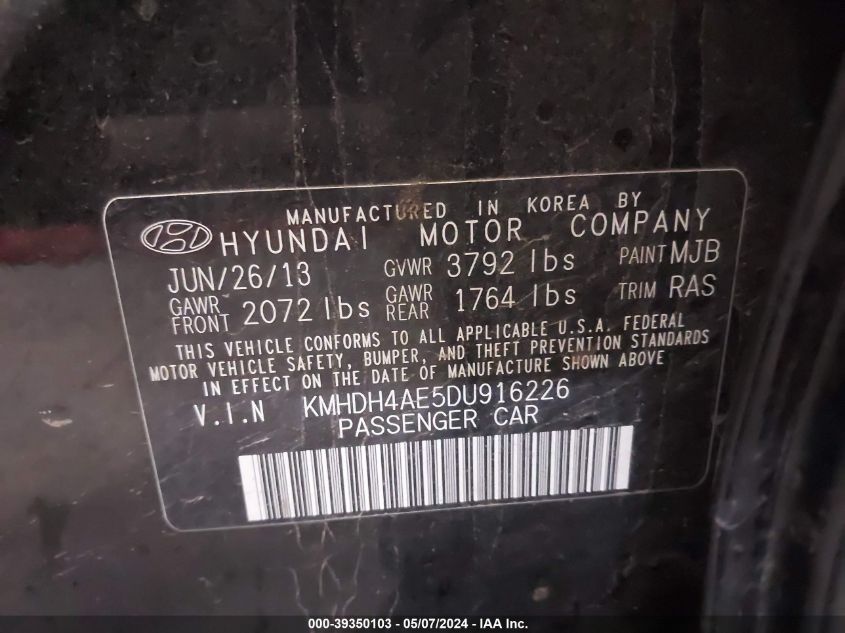 MANUFACTURED IN KOREA BY
HYUNDAI MOTOR COMPANY
JUN/26/13 GVWR 3792 lbs PAINT MJB
GAWR FRONT 2072 lbs GAWR REAR 1764 lbs TRIM RAS
THIS VEHICLE CONFORMS TO ALL APPLICABLE U.S.A. FEDERAL
MOTOR VEHICLE SAFETY, BUMPER, AND THEFT PREVENTION STANDARDS
IN EFFECT ON THE DATE OF MANUFACTURE SHOWN ABOVE
V.I.N KMHDH4AE5DU916226
PASSENGER CAR
000-39350103 - 05/07/2024 - IAA Inc.